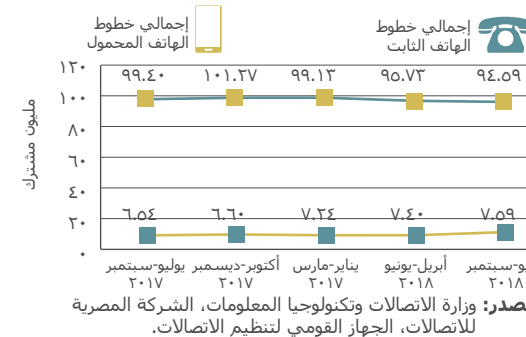 إجمالي خطوط
الهاتف الثابت
إجمالي خطوط
الهاتف المحمول
مليون مشترك
١٢٠
١٠٠
٨٠
٦٠
٤٠
٢٠
٠
٩٩.٤٠ ١٠١.٢٧ ٩٩.١٣ ٩٥.٧٣ ٩٤.٥٩
٦.٥٤ ٦.٦٠ ٧.٢٤ ٧.٤٠ ٧.٥٩
يوليو-سبتمبر أكتوبر-ديسمبر يناير-مارس أبريل-يونيو يو-سبتمبر
٢٠١٧ ٢٠١٧ ٢٠١٨ ٢٠١٨ ٢٠١٨
صدر: وزارة الاتصالات وتكنولوجيا المعلومات، الشركة المصرية
للاتصالات، الجهاز القومي لتنظيم الاتصالات.